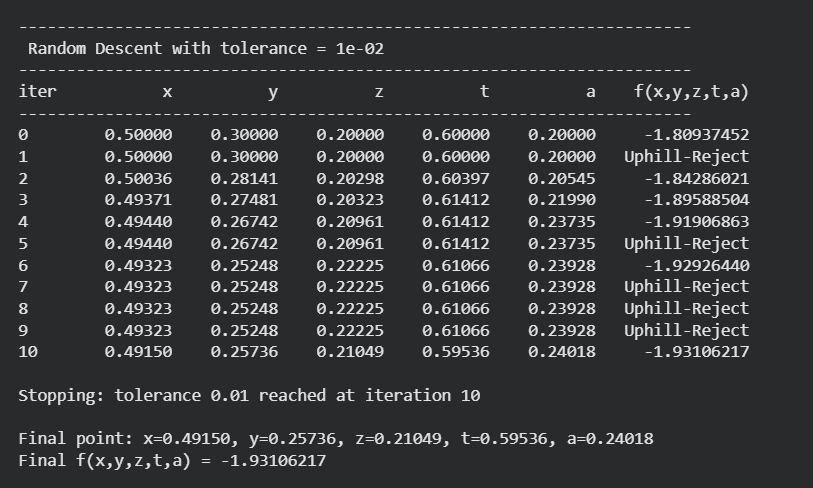 ----------------------------------------------------------------------
Random Descent with tolerance = 1e-02
----------------------------------------------------------------------
iter           x          y          z          t          a    f(x,y,z,t,a)
----------------------------------------------------------------------
0        0.50000    0.30000    0.20000    0.60000    0.20000     -1.80937452
1        0.50000    0.30000    0.20000    0.60000    0.20000   Uphill-Reject
2        0.50036    0.28141    0.20298    0.60397    0.20545     -1.84286021
3        0.49371    0.27481    0.20323    0.61412    0.21990     -1.89588504
4        0.49440    0.26742    0.20961    0.61412    0.23735     -1.91906863
5        0.49440    0.26742    0.20961    0.61412    0.23735   Uphill-Reject
6        0.49323    0.25248    0.22225    0.61066    0.23928     -1.92926440
7        0.49323    0.25248    0.22225    0.61066    0.23928   Uphill-Reject
8        0.49323    0.25248    0.22225    0.61066    0.23928   Uphill-Reject
9        0.49323    0.25248    0.22225    0.61066    0.23928   Uphill-Reject
10       0.49150    0.25736    0.21049    0.59536    0.24018     -1.93106217
Stopping: tolerance 0.01 reached at iteration 10
Final point: x=0.49150, y=0.25736, z=0.21049, t=0.59536, a=0.24018
Final f(x,y,z,t,a) = -1.93106217